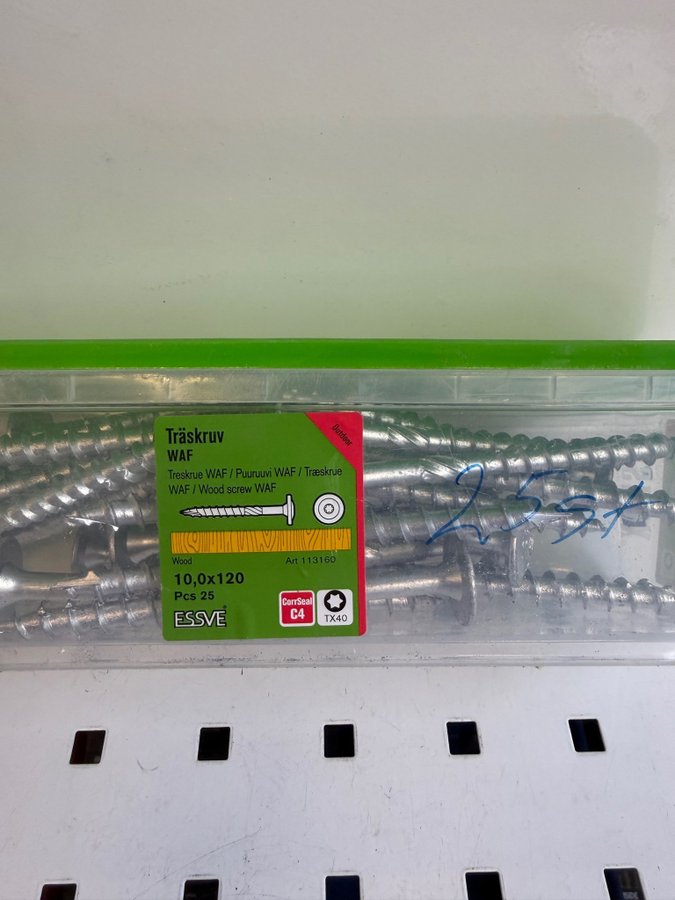 Träskruv
WAF
Outdoor
Treskrue WAF / Puuruuvi WAF / Træskrue
WAF / Wood screw WAF
Wood
Art 113160
10,0x120
Pcs 25
ESSVE
CorrSeal
C4
TX40
25st